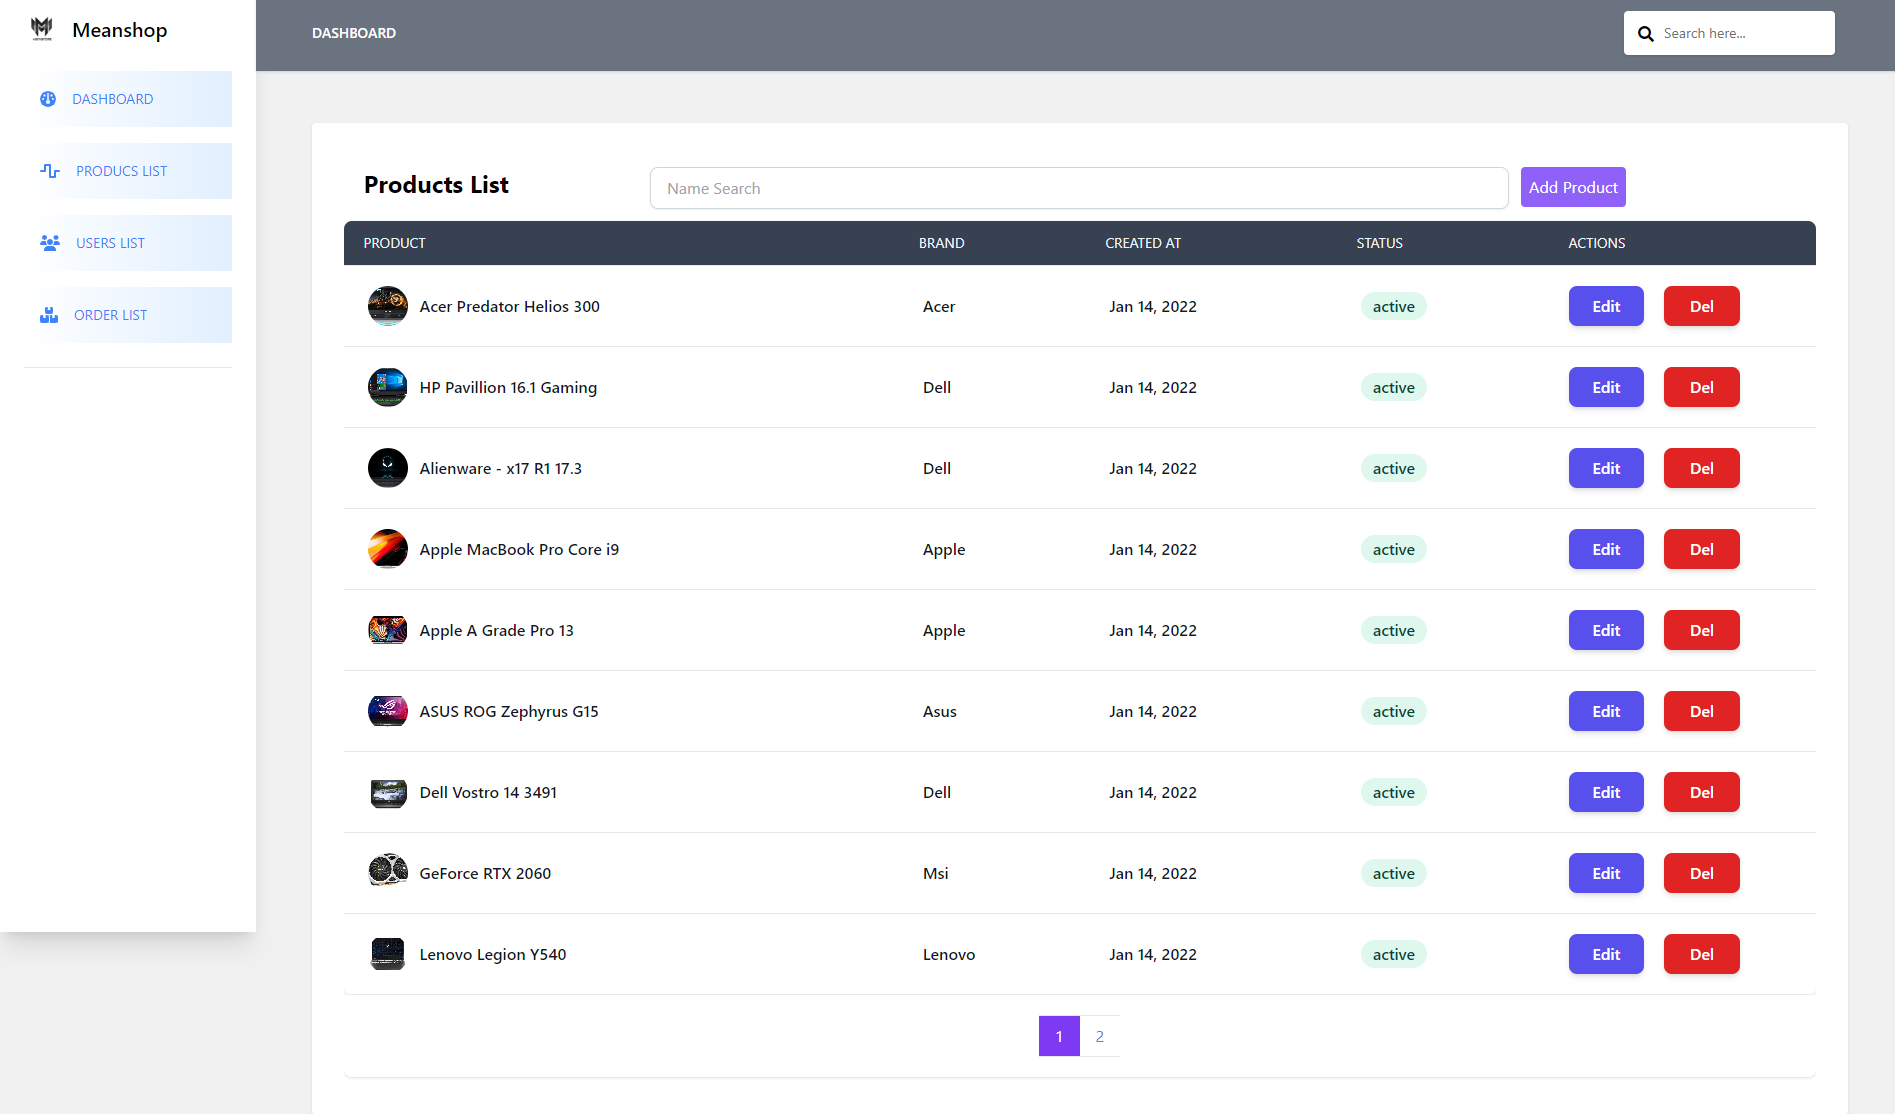 Meanshop
DASHBOARD
Search here...
DASHBOARD
PRODUCS LIST
USERS LIST
ORDER LIST
Products List
Name Search
Add Product
PRODUCT BRAND CREATED AT STATUS ACTIONS
Acer Predator Helios 300 Acer Jan 14, 2022 active Edit Del
HP Pavillion 16.1 Gaming Dell Jan 14, 2022 active Edit Del
Alienware - x17 R1 17.3 Dell Jan 14, 2022 active Edit Del
Apple MacBook Pro Core i9 Apple Jan 14, 2022 active Edit Del
Apple A Grade Pro 13 Apple Jan 14, 2022 active Edit Del
ASUS ROG Zephyrus G15 Asus Jan 14, 2022 active Edit Del
Dell Vostro 14 3491 Dell Jan 14, 2022 active Edit Del
GeForce RTX 2060 Msi Jan 14, 2022 active Edit Del
Lenovo Legion Y540 Lenovo Jan 14, 2022 active Edit Del
1 2